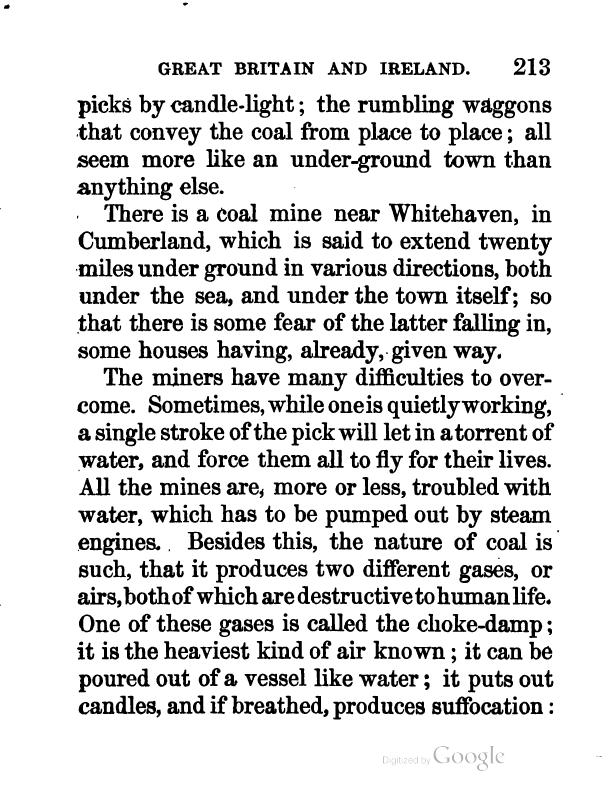 GREAT BRITAIN AND IRELAND. 213
picks by candle-light; the rumbling waggons
that convey the coal from place to place; all
seem more like an under-ground town than
anything else.
There is a coal mine near Whitehaven, in
Cumberland, which is said to extend twenty
miles under ground in various directions, both
under the sea, and under the town itself; so
that there is some fear of the latter falling in,
some houses having, already, given way.
The miners have many difficulties to over-
come. Sometimes, while one is quietly working,
a single stroke of the pick will let in a torrent of
water, and force them all to fly for their lives.
All the mines are, more or less, troubled with
water, which has to be pumped out by steam
engines. Besides this, the nature of coal is
such, that it produces two different gases, or
airs, both of which are destructive to human life.
One of these gases is called the choke-damp;
it is the heaviest kind of air known; it can be
poured out of a vessel like water; it puts out
candles, and if breathed, produces suffocation:
Digitized by Google